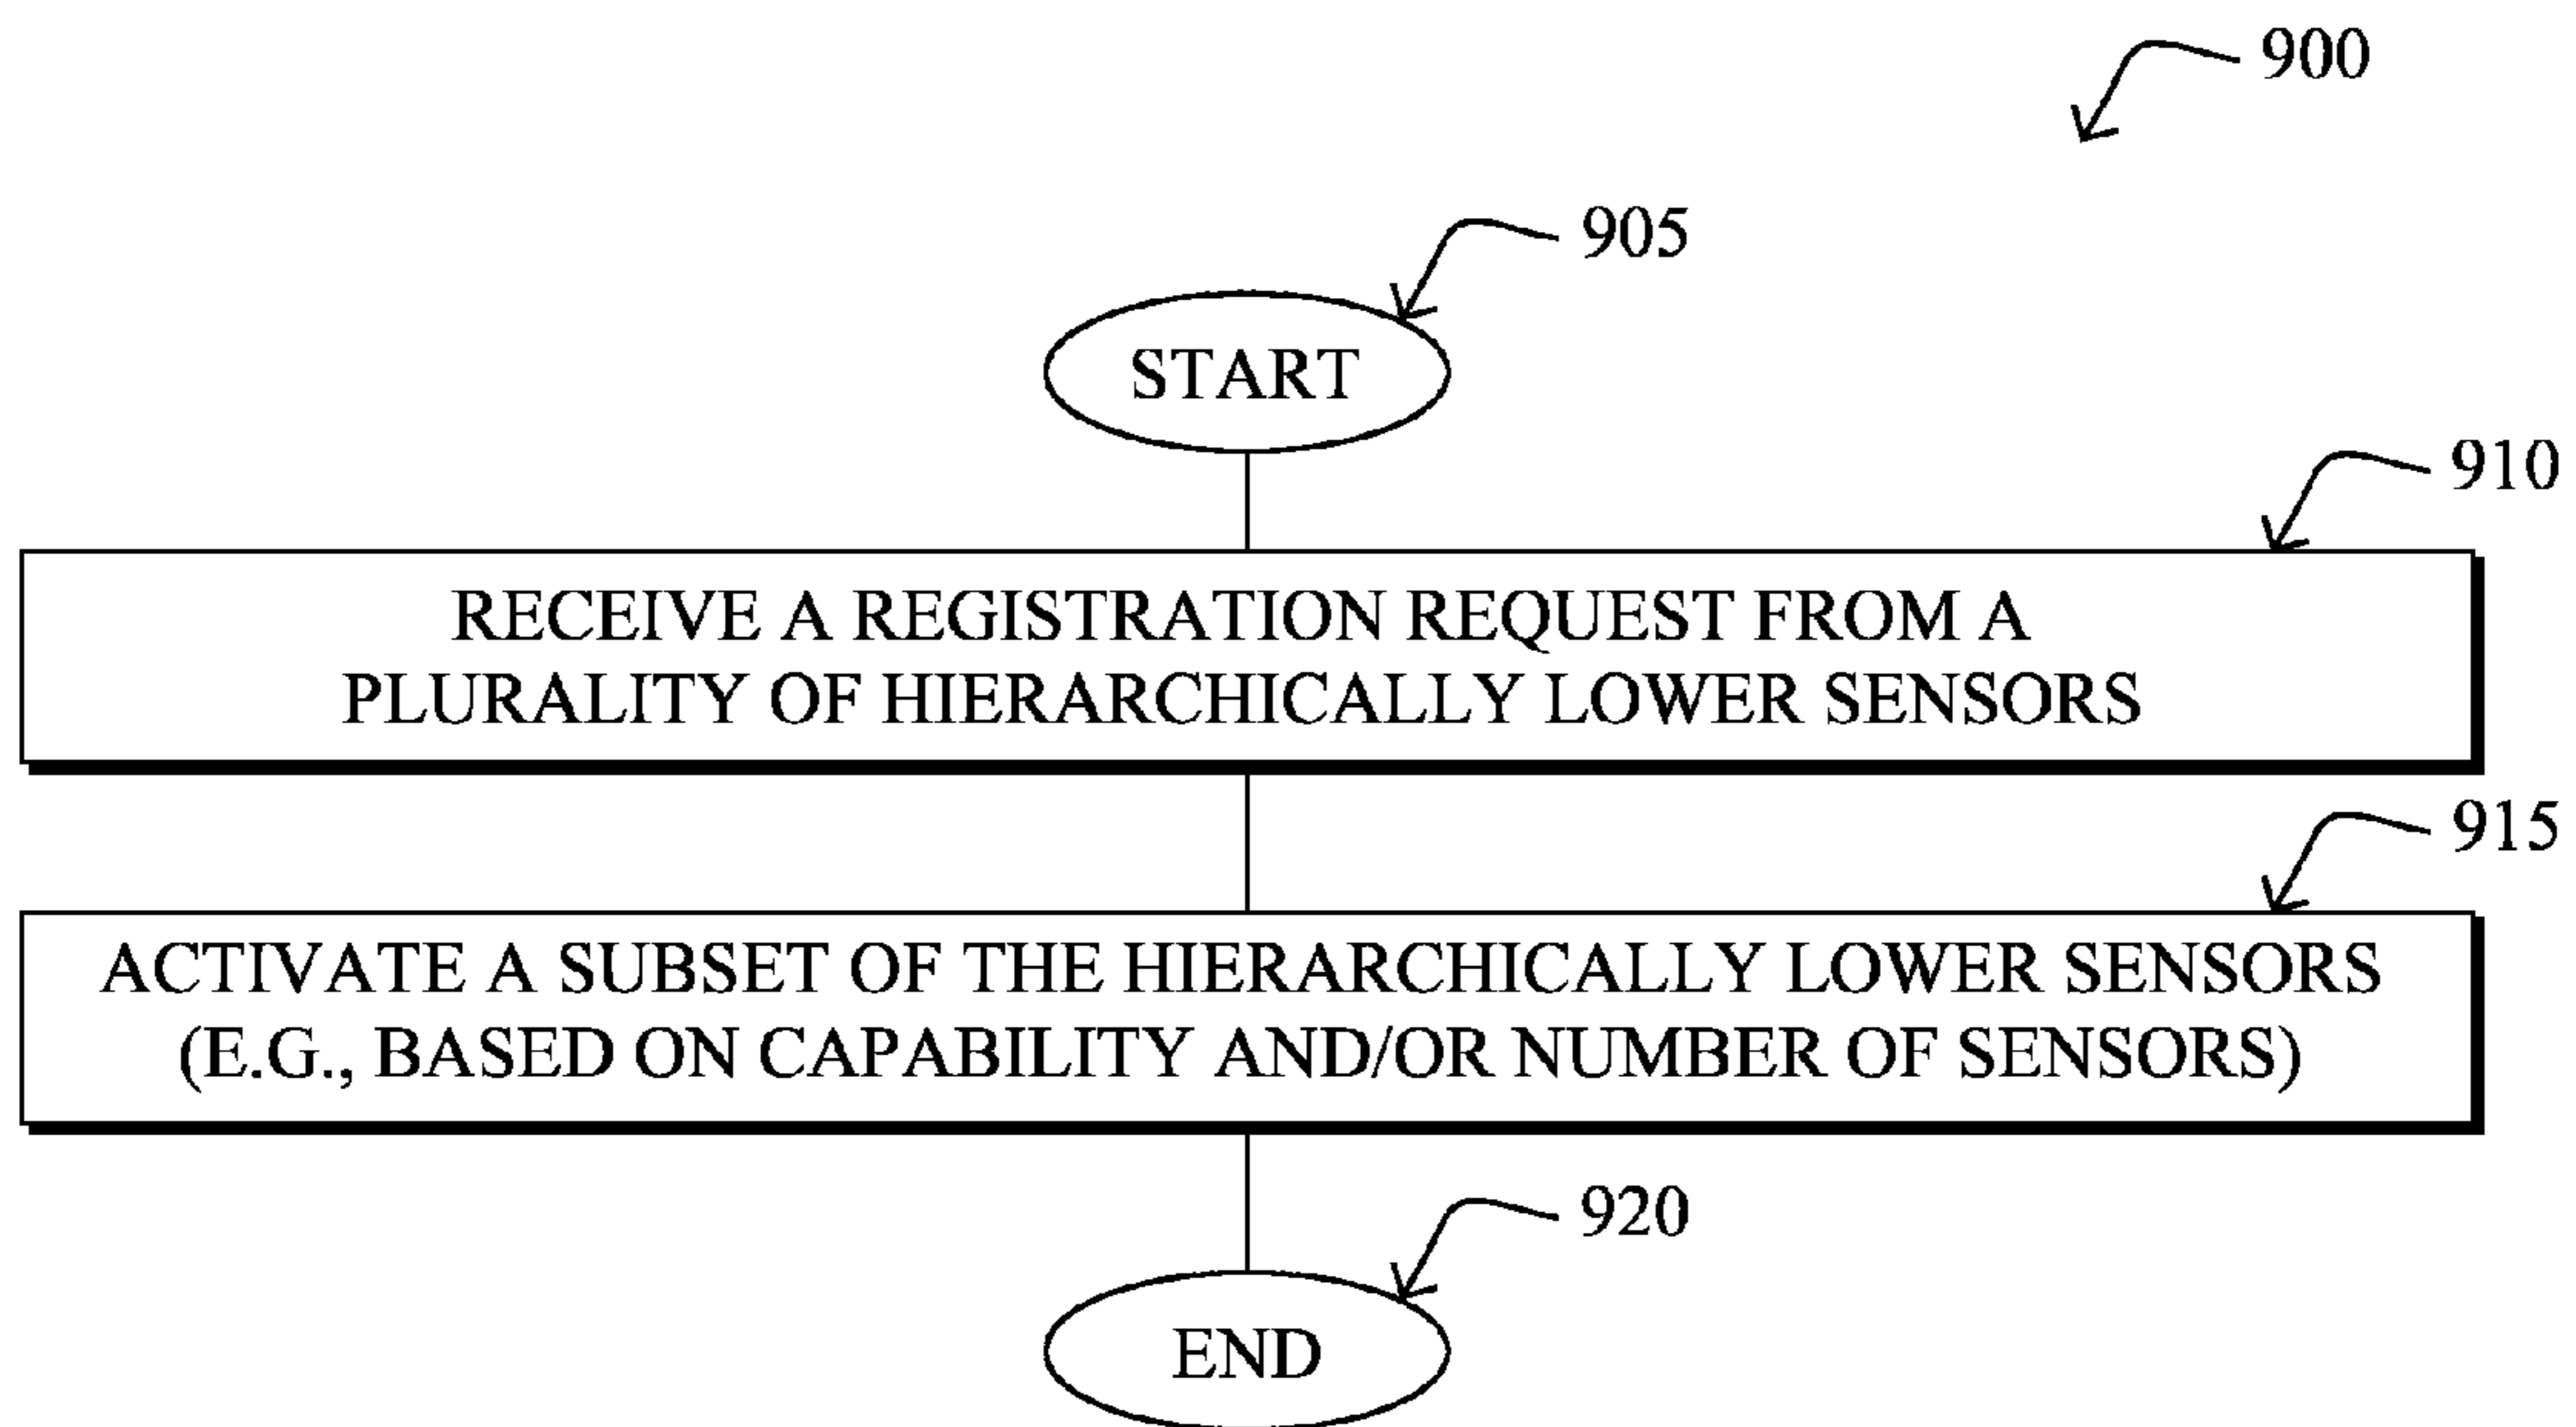 900
905
START
910
RECEIVE A REGISTRATION REQUEST FROM A
PLURALITY OF HIERARCHICALLY LOWER SENSORS
915
ACTIVATE A SUBSET OF THE HIERARCHICALLY LOWER SENSORS
(E.G., BASED ON CAPABILITY AND/OR NUMBER OF SENSORS)
920
END